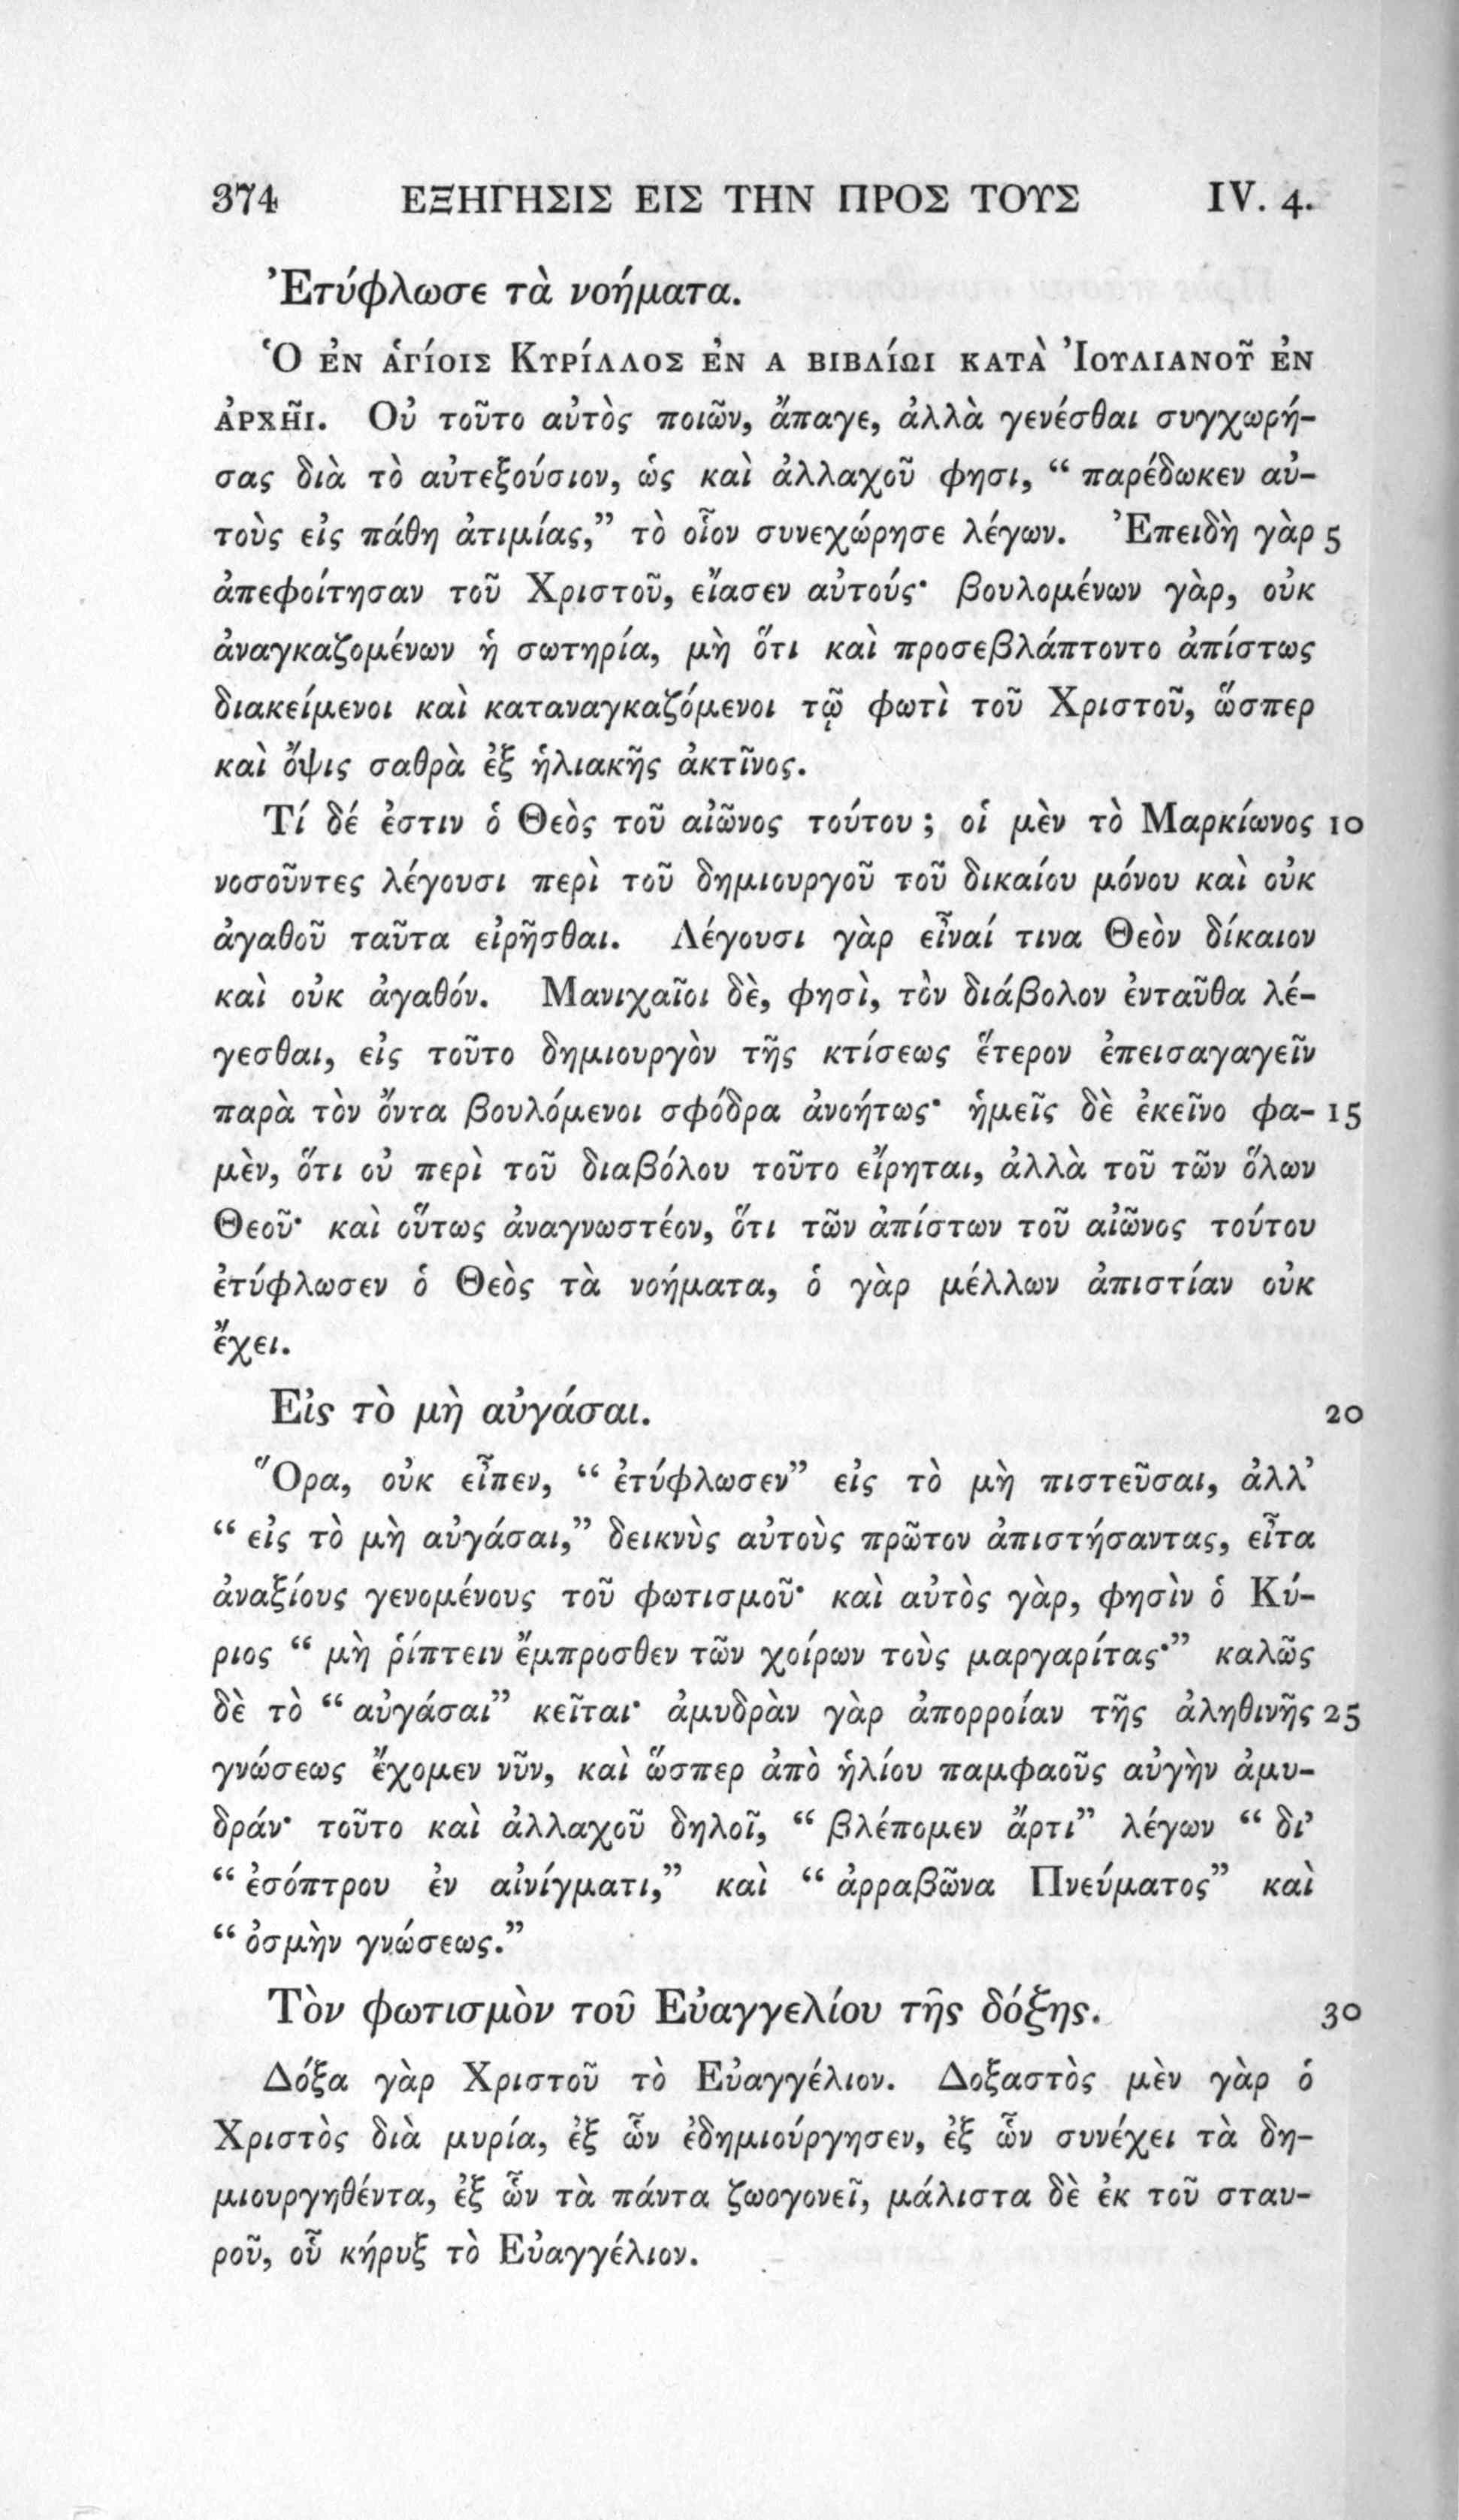 374 ΕΞΗΓΗΣΙΣ ΕΙΣ ΤΗΝ ΠΡΟΣ ΤΟΥΣ IV. 4.
Ἐτύφλωσε τὰ νοήματα.
Ὁ ἐν ἁγίοις Κυρίλλος ἐν α βιβλίωι κατὰ Ἰουλιανοῦ ἐν
ἀρχῆι. Οὐ τοῦτο αὐτὸς ποιῶν, ἄπαγε, ἀλλὰ γενέσθαι συγχωρή-
σας διὰ τὸ αὐτεξούσιον, ὡς καὶ ἀλλαχοῦ φησι, “ παρέδωκεν αὐ-
τοὺς εἰς πάθη ἀτιμίας,” τὸ οἷον συνεχώρησε λέγων. Ἐπειδὴ γὰρ 5
ἀπεφοίτησαν τοῦ Χριστοῦ, εἴασεν αὐτούς· βουλομένων γὰρ, οὐκ
ἀναγκαζομένων ἡ σωτηρία, μὴ ὅτι καὶ προσεβλάπτοντο ἀπίστως
διακείμενοι καὶ καταναγκαζόμενοι τῷ φωτὶ τοῦ Χριστοῦ, ὥσπερ
καὶ ὄψις σαθρὰ ἐξ ἡλιακῆς ἀκτῖνος.
Τί δέ ἐστιν ὁ Θεὸς τοῦ αἰῶνος τούτου ; οἱ μὲν τὸ Μαρκίωνος 10
νοσοῦντες λέγουσι περὶ τοῦ δημιουργοῦ τοῦ δικαίου μόνου καὶ οὐκ
ἀγαθοῦ ταῦτα εἰρῆσθαι. Λέγουσι γὰρ εἶναί τινα Θεὸν δίκαιον
καὶ οὐκ ἀγαθόν. Μανιχαῖοι δὲ, φησὶ, τὸν διάβολον ἐνταῦθα λέ-
γεσθαι, εἰς τοῦτο δημιουργὸν τῆς κτίσεως ἕτερον ἐπεισαγαγεῖν
παρὰ τὸν ὄντα βουλόμενοι σφόδρα ἀνοήτως· ἡμεῖς δὲ ἐκεῖνο φα- 15
μὲν, ὅτι οὐ περὶ τοῦ διαβόλου τοῦτο εἴρηται, ἀλλὰ τοῦ τῶν ὅλων
Θεοῦ· καὶ οὕτως ἀναγνωστέον, ὅτι τῶν ἀπίστων τοῦ αἰῶνος τούτου
ἐτύφλωσεν ὁ Θεὸς τὰ νοήματα, ὁ γὰρ μέλλων ἀπιστίαν οὐκ
ἔχει.
Εἰς τὸ μὴ αὐγάσαι. 20
Ὅρα, οὐκ εἶπεν, “ ἐτύφλωσεν” εἰς τὸ μὴ πιστεῦσαι, ἀλλ’
“ εἰς τὸ μὴ αὐγάσαι,” δεικνὺς αὐτοὺς πρῶτον ἀπιστήσαντας, εἶτα
ἀναξίους γενομένους τοῦ φωτισμοῦ· καὶ αὐτὸς γὰρ, φησὶν ὁ Κύ-
ριος “ μὴ ῥίπτειν ἔμπροσθεν τῶν χοίρων τοὺς μαργαρίτας·” καλῶς
δὲ τὸ “ αὐγάσαι” κεῖται· ἀμυδρὰν γὰρ ἀπορροίαν τῆς ἀληθινῆς 25
γνώσεως ἔχομεν νῦν, καὶ ὥσπερ ἀπὸ ἡλίου παμφαοῦς αὐγὴν ἀμυ-
δράν· τοῦτο καὶ ἀλλαχοῦ δηλοῖ, “ βλέπομεν ἄρτι” λέγων “ δι’
“ ἐσόπτρου ἐν αἰνίγματι,” καὶ “ ἀρραβῶνα Πνεύματος” καὶ
“ ὀσμὴν γνώσεως.”
Τὸν φωτισμὸν τοῦ Εὐαγγελίου τῆς δόξης. 30
Δόξα γὰρ Χριστοῦ τὸ Εὐαγγέλιον. Δοξαστὸς μὲν γὰρ ὁ
Χριστὸς διὰ μυρία, ἐξ ὧν ἐδημιούργησεν, ἐξ ὧν συνέχει τὰ δη-
μιουργηθέντα, ἐξ ὧν τὰ πάντα ζωογονεῖ, μάλιστα δὲ ἐκ τοῦ σταυ-
ροῦ, οὗ κήρυξ τὸ Εὐαγγέλιον.